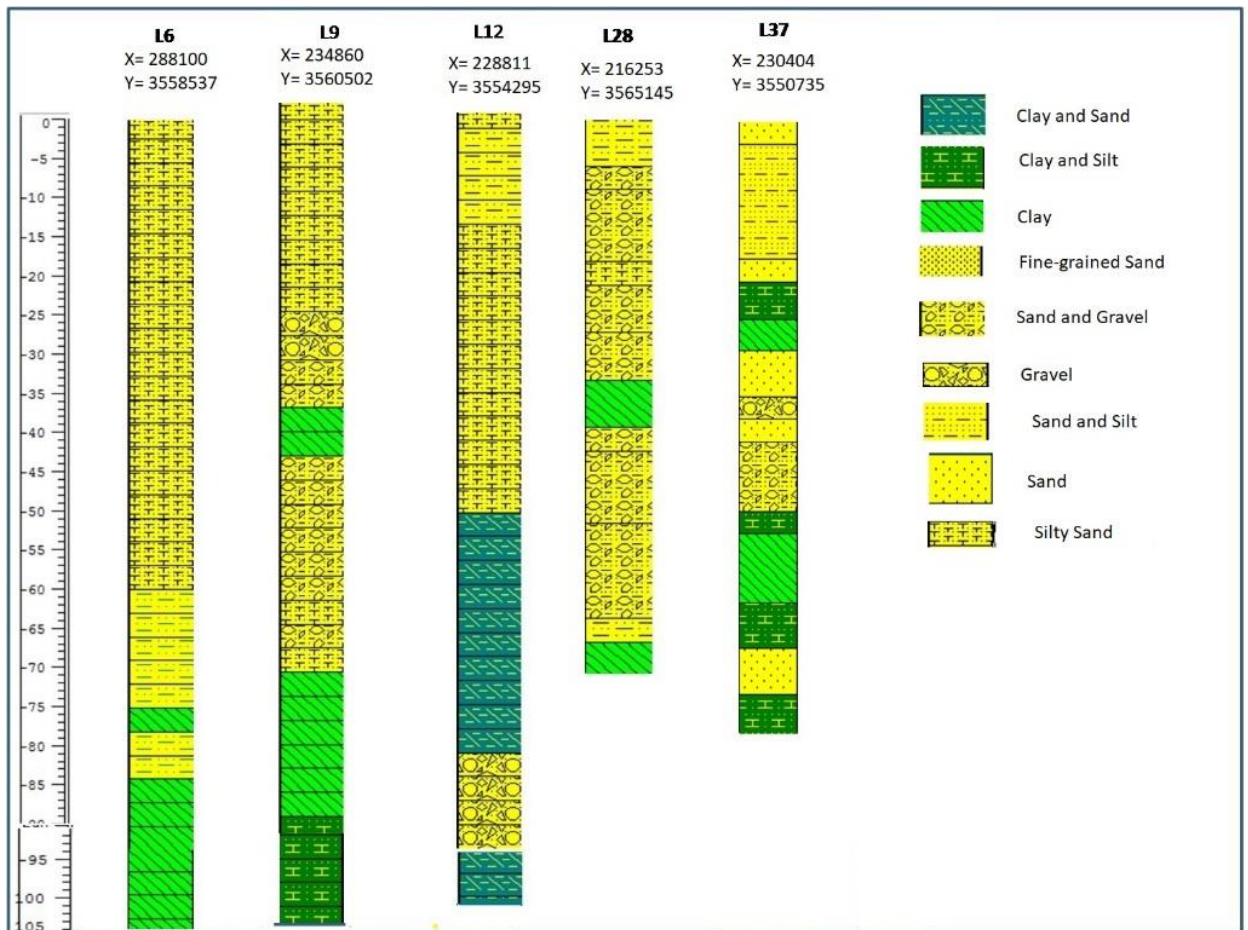 L6
X= 288100
Y= 3558537
L9
X= 234860
Y= 3560502
L12
X= 228811
Y= 3554295
L28
X= 216253
Y= 3565145
L37
X= 230404
Y= 3550735
0
-5
-10
-15
-20
-25
-30
-35
-40
-45
-50
-55
-60
-65
-70
-75
-80
-85
-95
100
105
Clay and Sand
Clay and Silt
Clay
Fine-grained Sand
Sand and Gravel
Gravel
Sand and Silt
Sand
Silty Sand